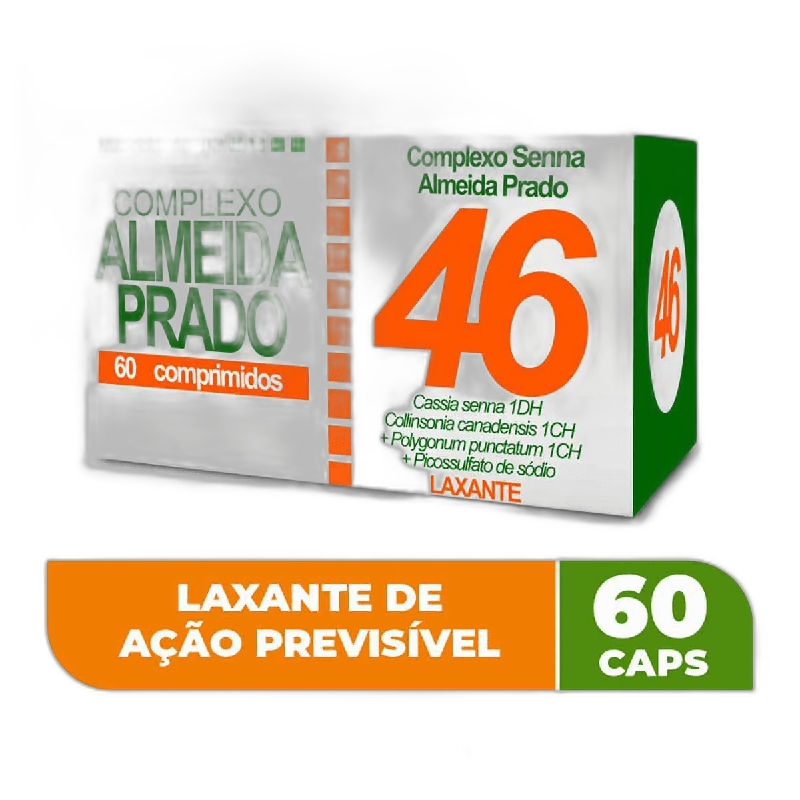 COMPLEXO
ALMEIDA
PRADO
60 comprimidos
Complexo Senna
Almeida Prado
46
Cassia senna 1DH
Collinsonia canadensis 1CH
+ Polygonum punctatum 1CH
+ Picossulfato de sódio
LAXANTE
46
LAXANTE DE
AÇÃO PREVISÍVEL
60
CAPS